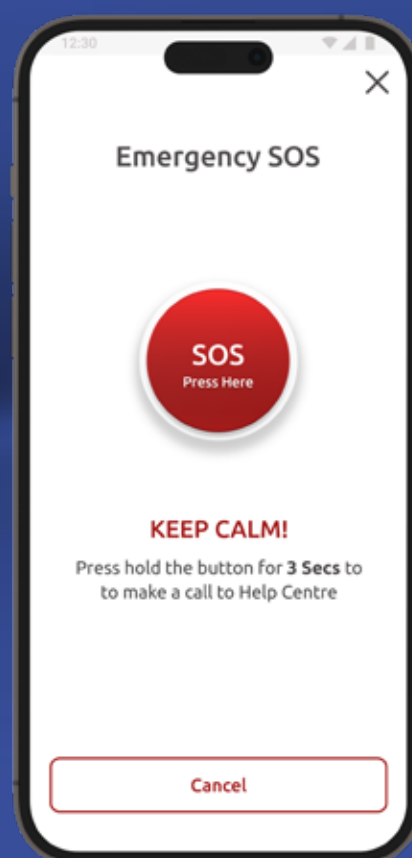 12:30
Emergency SOS
SOS
Press Here
KEEP CALM!
Press hold the button for 3 Secs to
to make a call to Help Centre
Cancel